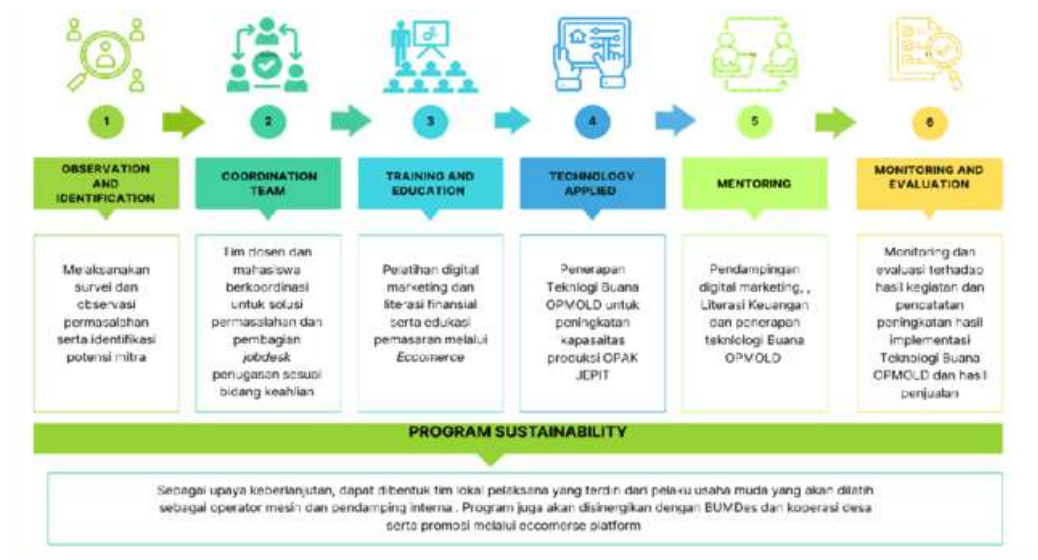 1
2
3
4
5
6
OBSERVATION
AND
IDENTIFICATION
COORDINATION
TEAM
TRAINING AND
EDUCATION
TECHNOLOGY
APPLIED
MENTORING
MONITORING AND
EVALUATION
Melaksanakan
survei dan
observasi
permasalahan
serta identifikasi
potensi mitra
Tim dosen dan
mahasiswa
berkoordinasi
untuk solusi
permasalahan dan
pembagian
jobdesk
penugasan sesuai
bidang keahlian
Pelatihan digital
marketing dan
literasi finansial
serta edukasi
pemasaran melalui
Eccomerce
Penerapan
Teknologi Buana
OPMOLD untuk
peningkatan
kapasaitas
produksi OPAK
JEPIT
Pendampingan
digital marketing, ,
Literasi Keuangan
dan penerapan
teknlologi Buana
OPMOLD
Monitoring dan
evaluasi terhadap
hasil kegiatan dan
pencatatan
peningkatan hasil
implementasi
Teknologi Buana
OPMOLD dan hasil
penjualan
PROGRAM SUSTAINABILITY
Sebagai upaya keberlanjutan, dapat dibentuk tim lokal pelaksana yang terdiri dari pelaku usaha muda yang akan dilatih
sebagai operator mesin dan pendamping internal. Program juga akan disinergikan dengan BUMDes dan koperasi desa
serta promosi melalui eccomerse platform